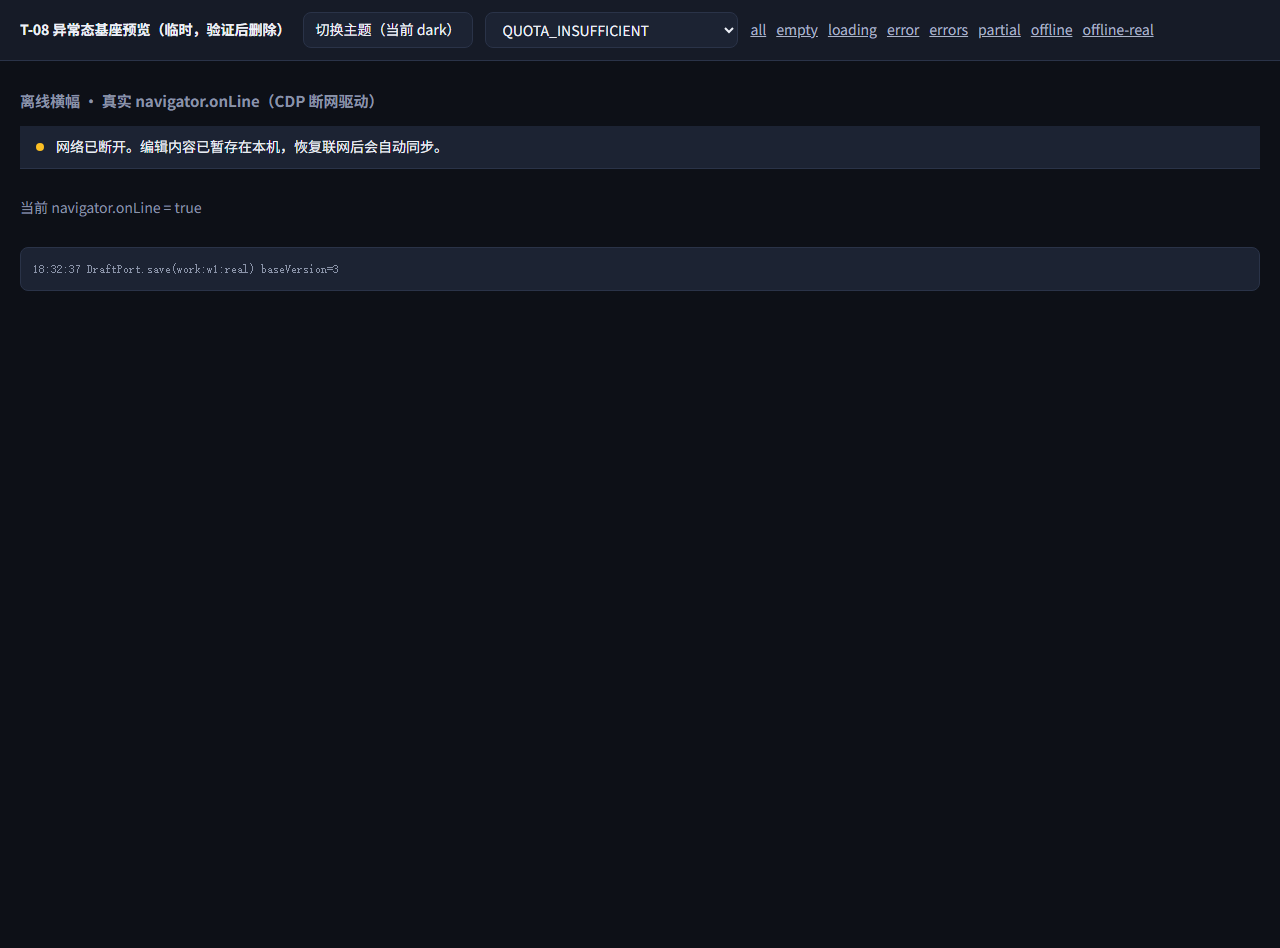 T-08 异常态基座预览（临时，验证后删除） 切换主题（当前 dark） QUOTA_INSUFFICIENT all empty loading error errors partial offline offline-real
离线横幅 · 真实 navigator.onLine（CDP 断网驱动）
网络已断开。编辑内容已暂存在本机，恢复联网后会自动同步。
当前 navigator.onLine = true
18:32:37 DraftPort.save(work:w1:real) baseVersion=3